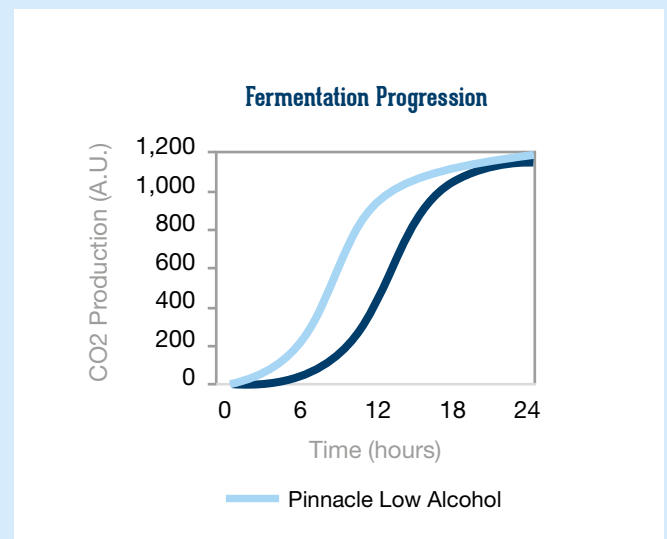 Fermentation Progression
CO2 Production (A.U.)
1,200
1,000
800
600
400
200
0
0 6 12 18 24
Time (hours)
Pinnacle Low Alcohol